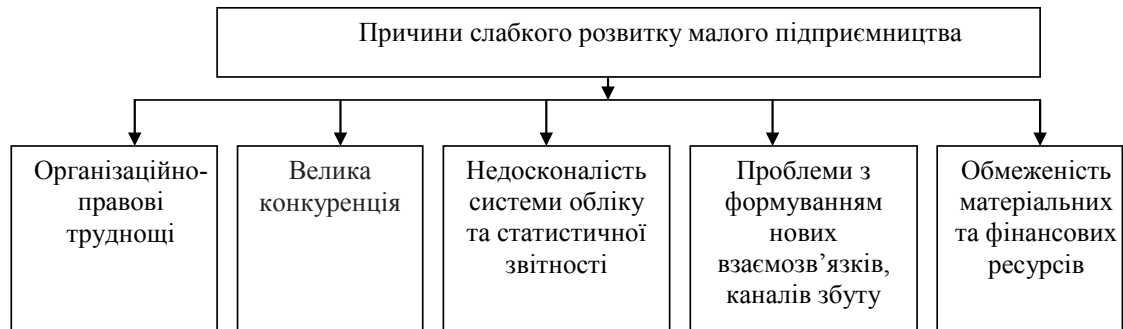 Причини слабкого розвитку малого підприємництва
Організаційно-
правові
труднощі
Велика
конкуренція
Недосконалість
системи обліку
та статистичної
звітності
Проблеми з
формуванням
нових
взаємозв’язків,
каналів збуту
Обмеженість
матеріальних
та фінансових
ресурсів